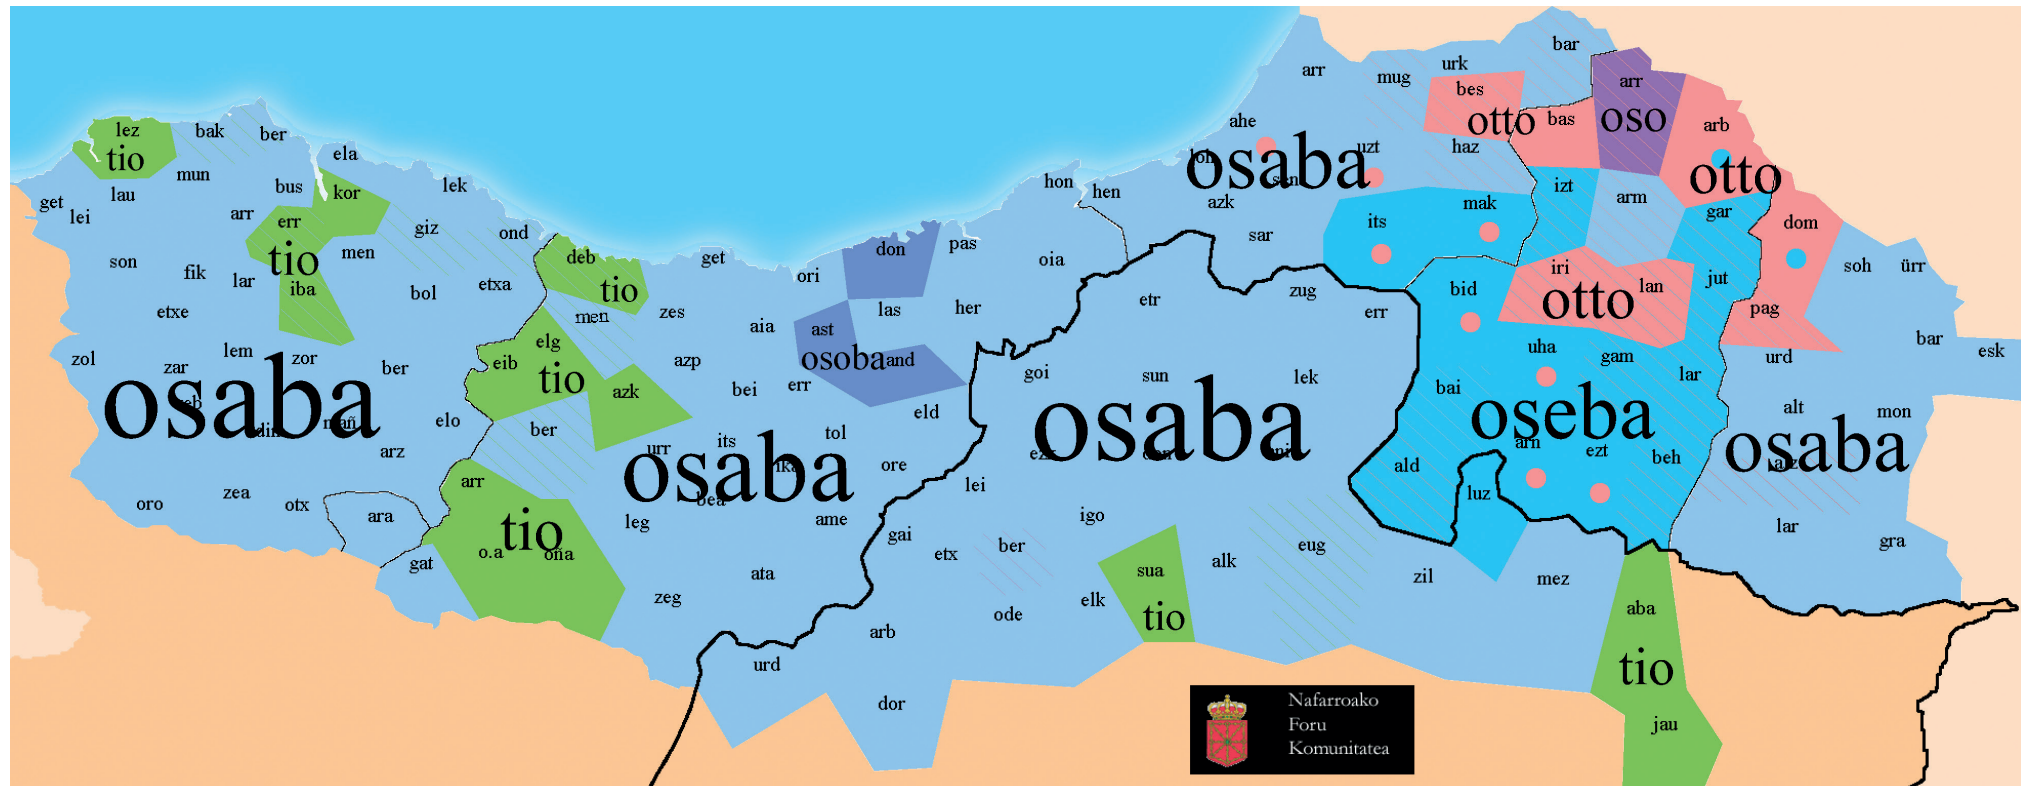 bar
arr
urk
mug
bes
arr
otto
bas
oso
arb
lez
bak
ber
ahe
tio
ela
uzt
haz
osaba
otto
mun
bus
kor
lek
hon
hen
izt
arm
lau
get
lei
arr
err
giz
ond
azk
its
mak
gar
dom
sar
don
pas
son
fik
tio
men
deb
get
oia
lar
iba
etxa
tio
ori
soh
ürr
iri
lan
jut
bid
otto
etxe
bol
men
zes
las
her
etr
zug
err
pag
aia
ast
osoba
and
zol
lem
zor
elg
eib
tio
azp
goi
uha
gam
urd
bar
esk
zar
ber
azk
bei
err
sun
lek
bai
lar
osaba
elo
ber
eld
osaba
oseba
alt
mon
osaba
arz
urr
its
tol
osaba
ika
ore
arn
ezt
beh
ald
arr
lei
luz
oro
zea
otx
ara
leg
bea
ame
igo
lar
gra
gat
o.a
tio
oña
gai
etx
ber
eug
ata
sua
alk
zil
mez
zeg
ode
elk
tio
aba
arb
urd
tio
dor
jau
Nafarroako
Foru
Komunitatea